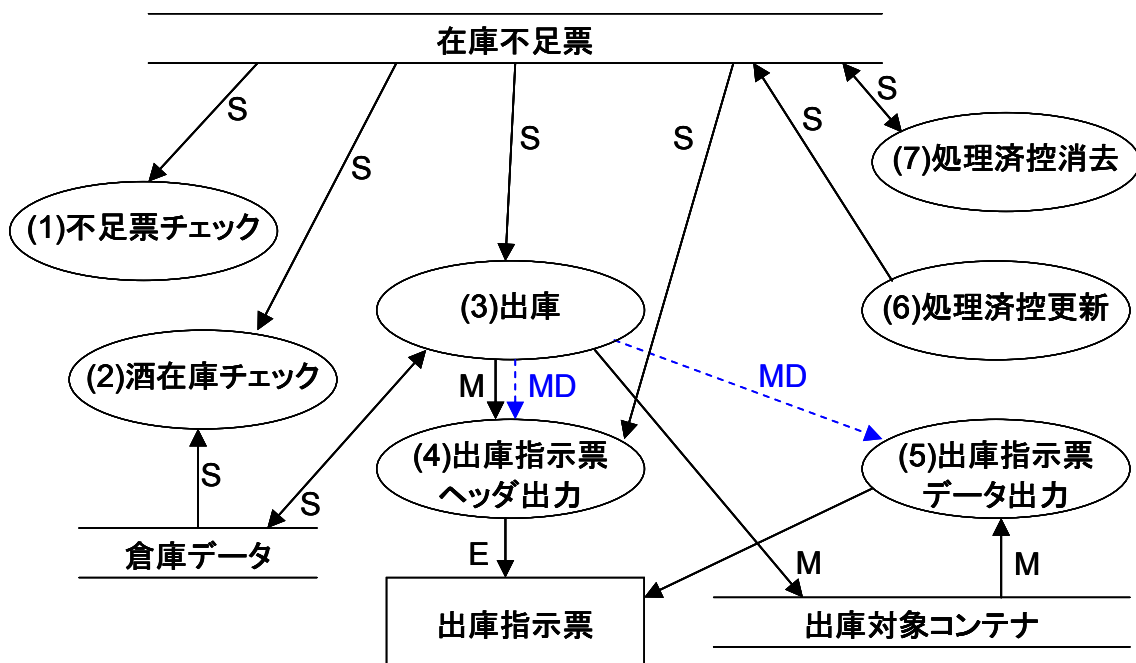 在庫不足票
S
S
S
S
S
S
(7)処理済控消去
(1)不足票チェック
(3)出庫
(6)処理済控更新
(2)酒在庫チェック
M
MD
MD
(4)出庫指示票
ヘッダ出力
(5)出庫指示票
データ出力
S
S
倉庫データ
E
M
M
出庫指示票
出庫対象コンテナ